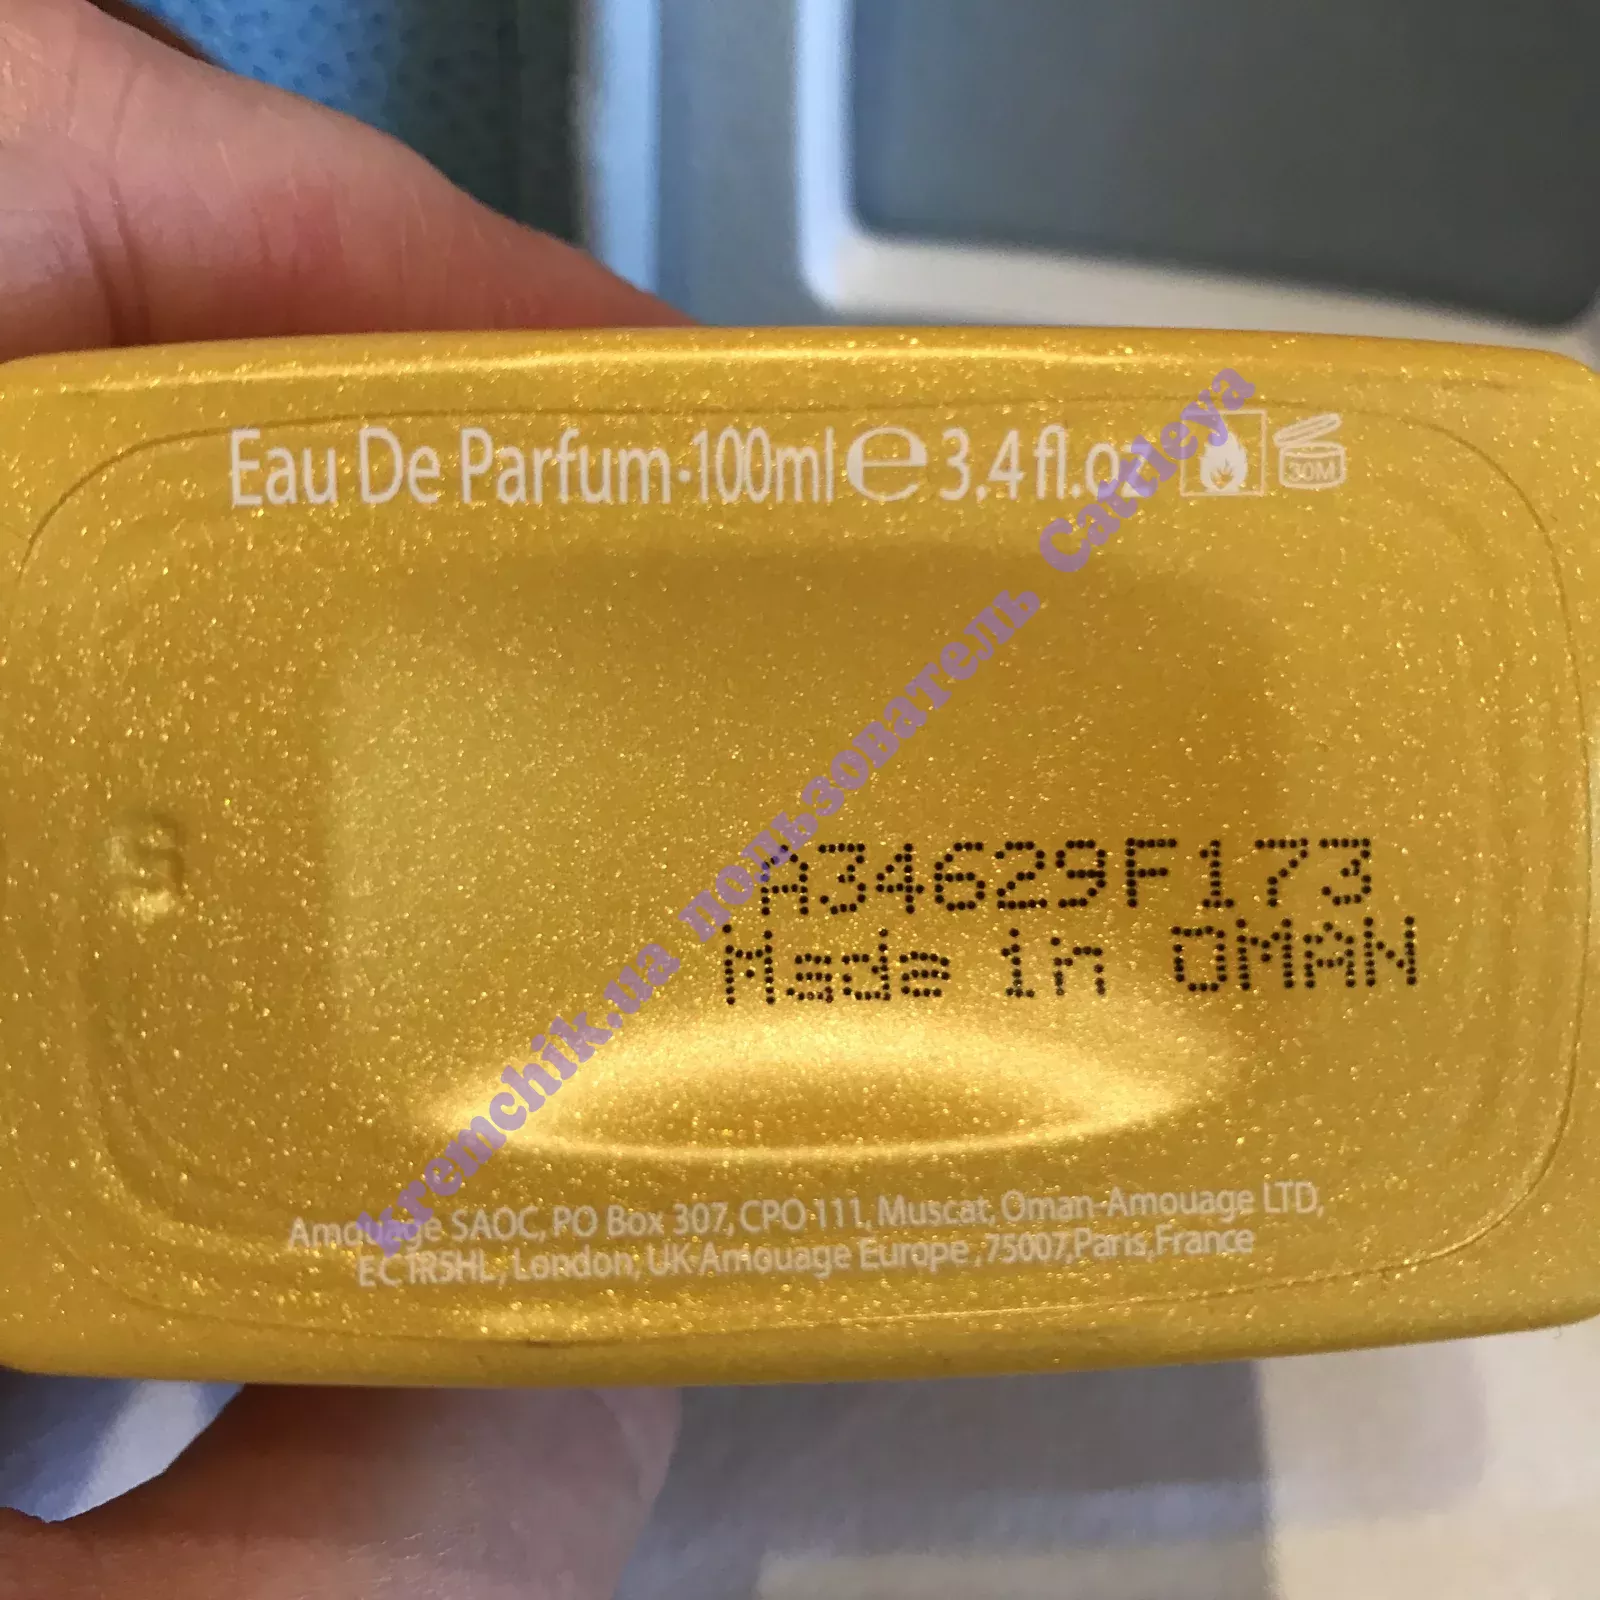 Eau De Parfum·100ml e 3.4 fl.oz
30M
A34629F173
Made in OMAN
Amouage SAOC, PO Box 307, CPO 111, Muscat, Oman-Amouage LTD,
EC1R5HL, London, UK-Amouage Europe, 75007, Paris, France
kremchik.ua пользователь Cattleya